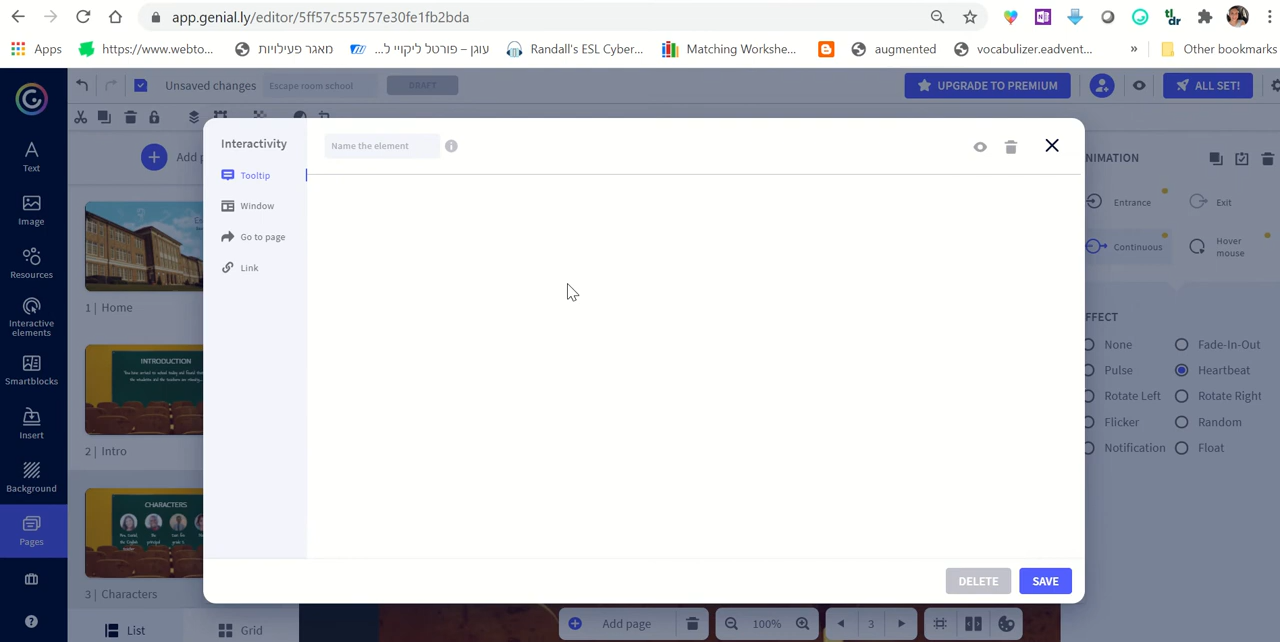 app.genial.ly/editor/5ff57c555757e30fe1fb2bda
Apps
https://www.webto...
מאגר פעילויות
עוגן – פורטל ליקויי ל...
Randall's ESL Cyber...
Matching Workshe...
augmented
vocabulizer.eadvent...
»
Other bookmarks
Unsaved changes
Escape room school
DRAFT
UPGRADE TO PREMIUM
ALL SET!
Text
Image
Resources
Interactive
elements
Smartblocks
Insert
Background
Pages
Add p
INTRODUCTION
1 | Home
2 | Intro
CHARACTERS
3 | Characters
List
Grid
Interactivity
Tooltip
Window
Go to page
Link
Name the element
DELETE
SAVE
NIMATION
Entrance
Exit
Continuous
Hover
mouse
FFECT
None
Fade-In-Out
Pulse
Heartbeat
Rotate Left
Rotate Right
Flicker
Random
Notification
Float
Add page
100%
3